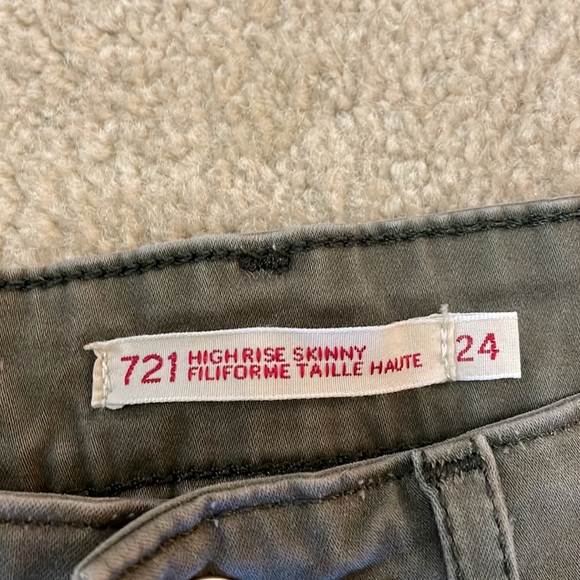 721 HIGH RISE SKINNY
FILIFORME TAILLE HAUTE
24